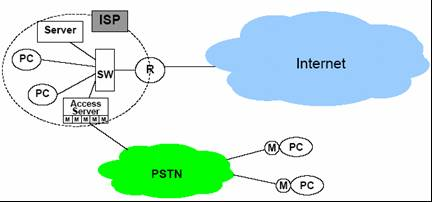 ISP
Server
PC
SW
R
Internet
PC
Access
Server
M M M M M
M PC
PSTN
M PC